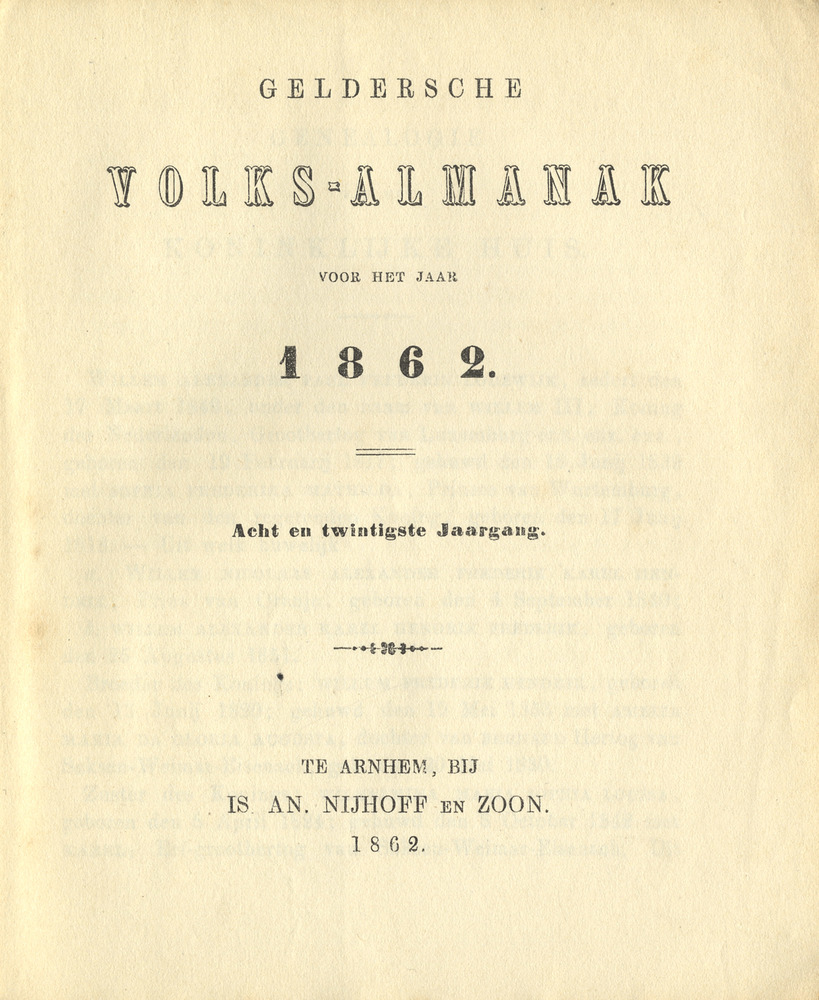 GELDERSCHE
VOLKS-ALMANAK
VOOR HET JAAR
1862.
Acht en twintigste Jaargang.
TE ARNHEM, BIJ
IS. AN. NIJHOFF EN ZOON.
1862.